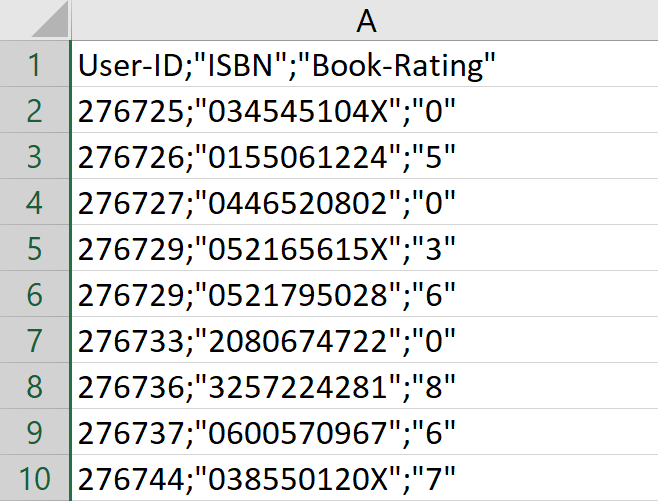 A
1 User-ID;"ISBN";"Book-Rating"
2 276725;"034545104X";"0"
3 276726;"0155061224";"5"
4 276727;"0446520802";"0"
5 276729;"052165615X";"3"
6 276729;"0521795028";"6"
7 276733;"2080674722";"0"
8 276736;"3257224281";"8"
9 276737;"0600570967";"6"
10 276744;"038550120X";"7"